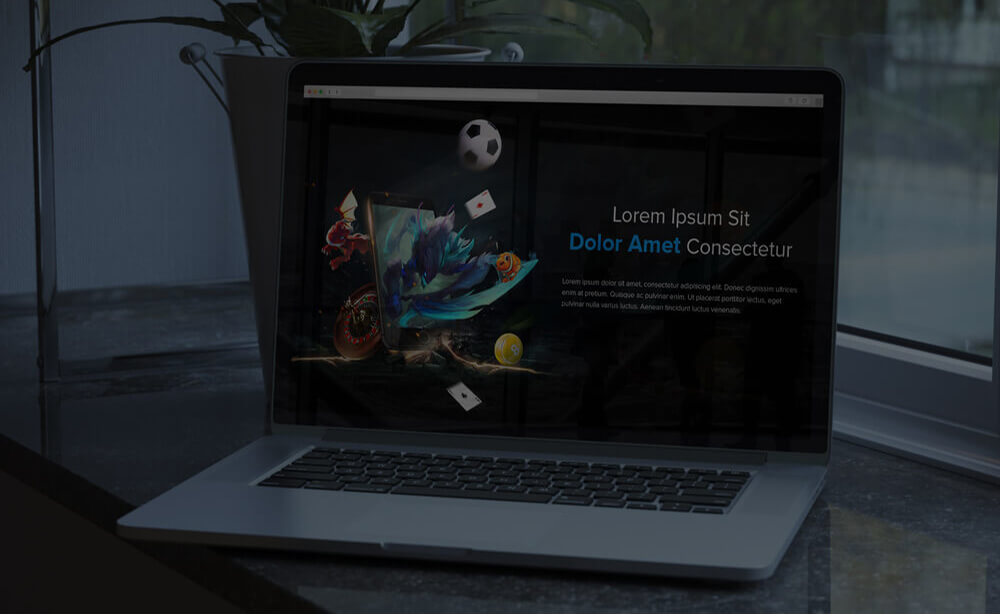 Lorem Ipsum Sit
Dolor Amet Consectetur
Lorem ipsum dolor sit amet, consectetur adipiscing elit. Donec dignissim ultrices
enim at pretium. Quisque ac pulvinar enim. Ut placerat porttitor lectus, eget
pulvinar nulla varius luctus. Aenean tincidunt luctus venenatis.